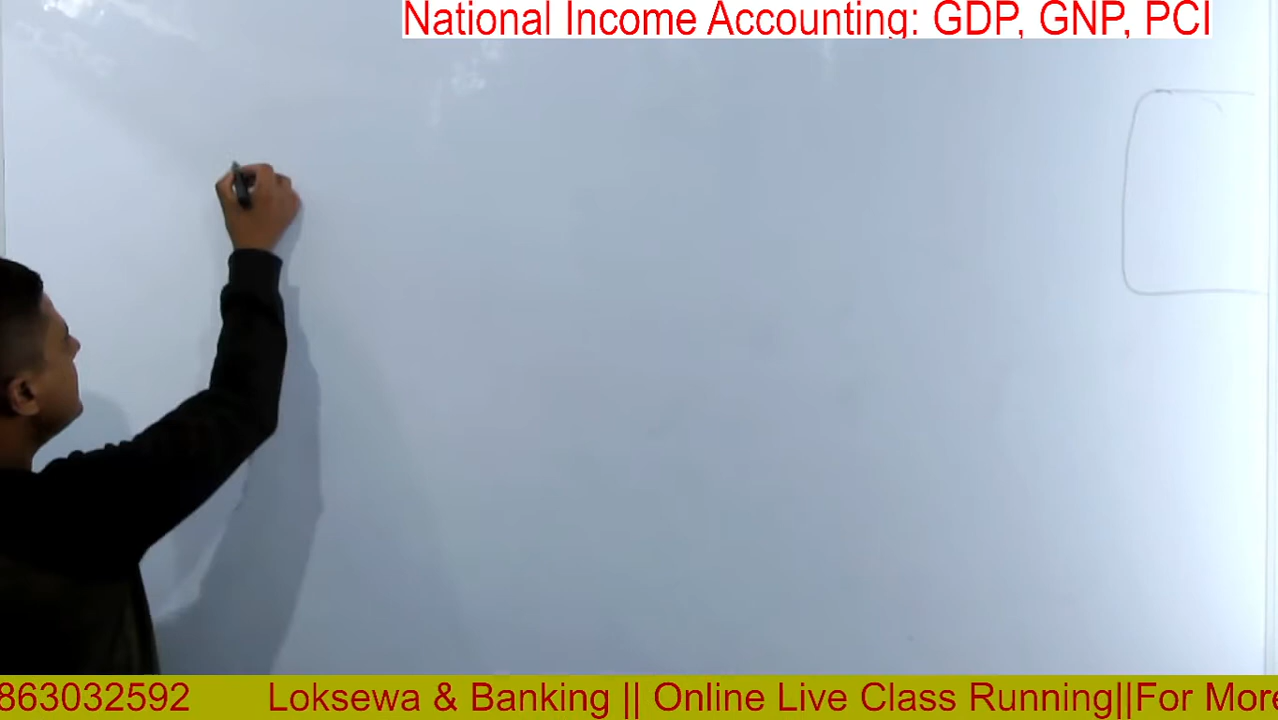 National Income Accounting: GDP, GNP, PCI
863032592 Loksewa & Banking || Online Live Class Running||For More